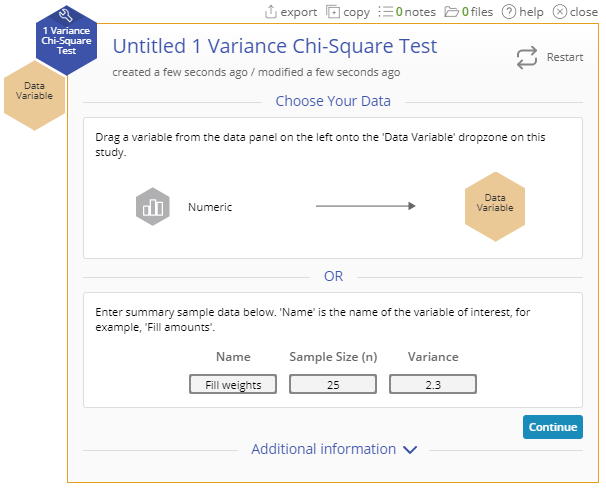 export copy 0 notes 0 files ? help close
1 Variance
Chi-Square
Test
Untitled 1 Variance Chi-Square Test
Restart
created a few seconds ago / modified a few seconds ago
Data
Variable
Choose Your Data
Drag a variable from the data panel on the left onto the 'Data Variable' dropzone on this
study.
Numeric
Data
Variable
OR
Enter summary sample data below. 'Name' is the name of the variable of interest, for
example, 'Fill amounts'.
Name Sample Size (n) Variance
Fill weights 25 2.3
Continue
Additional information